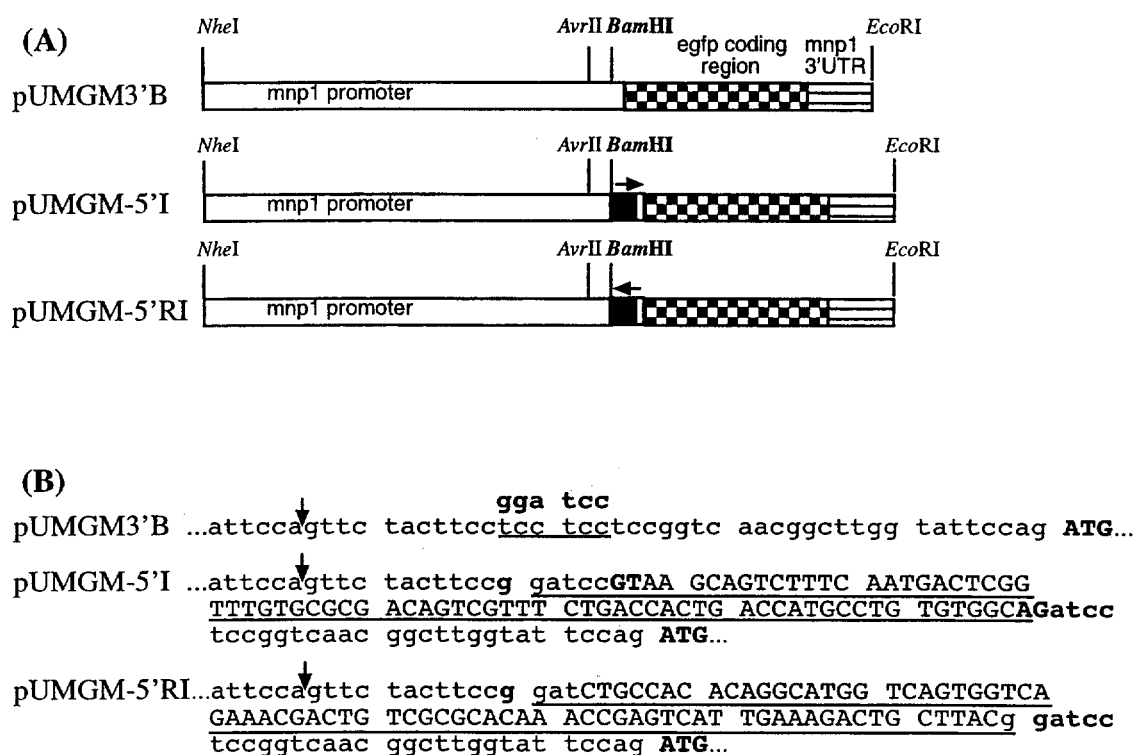 (A)
NheI AvrII BamHI egfp coding region mnp1 3'UTR EcoRI
pUMGM3'B mnp1 promoter
NheI AvrII BamHI EcoRI
pUMGM-5'I mnp1 promoter
NheI AvrII BamHI EcoRI
pUMGM-5'RI mnp1 promoter
(B)
gga tcc
pUMGM3'B ...attccagttc tacttcctcc tcctccggtc aacggcttgg tattccag ATG...
pUMGM-5'I ...attccagttc tacttccg gatccGTAA GCAGTCTTTC AATGACTCGG
TTTGTGCGCG ACAGTCGTTT CTGACCACTG ACCATGCCTG TGTGGCAGatcc
tccggtcaac ggcttggtat tccag ATG...
pUMGM-5'RI...attccagttc tacttccg gatCTGCCAC ACAGGCATGG TCAGTGGTCA
GAAACGACTG TCGCGCACAA ACCGAGTCAT TGAAAGACTG CTTACg gatcc
tccggtcaac ggcttggtat tccag ATG...